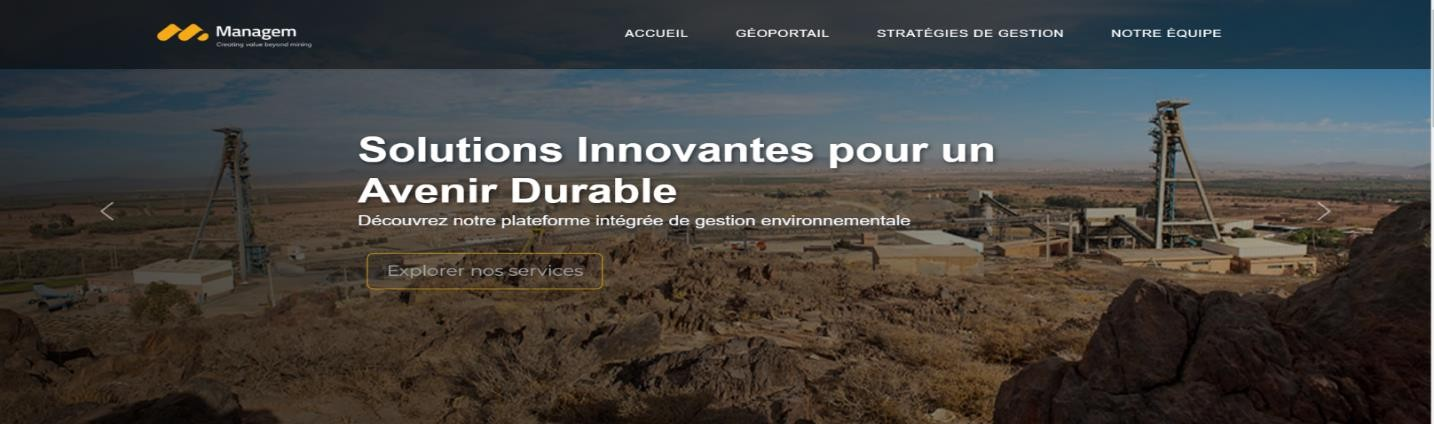 Managem
Creating value beyond mining
ACCUEIL
GÉOPORTAIL
STRATÉGIES DE GESTION
NOTRE ÉQUIPE
Solutions Innovantes pour un
Avenir Durable
Découvrez notre plateforme intégrée de gestion environnementale
Explorer nos services